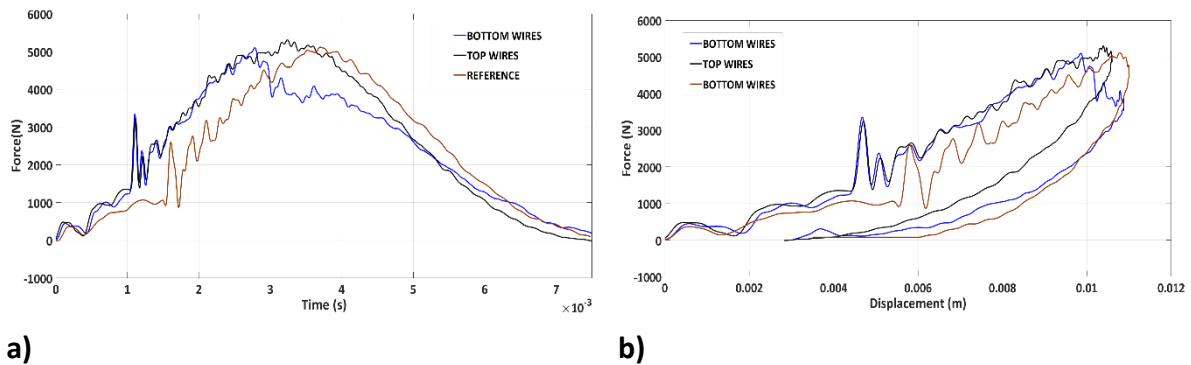 6000
5000
4000
3000
2000
1000
0
-1000
Force(N)
BOTTOM WIRES
TOP WIRES
REFERENCE
0 1 2 3 4 5 6 7
Time (s)
×10⁻³
a)
6000
5000
4000
3000
2000
1000
0
-1000
Force (N)
BOTTOM WIRES
TOP WIRES
BOTTOM WIRES
0 0.002 0.004 0.006 0.008 0.01 0.012
Displacement (m)
b)